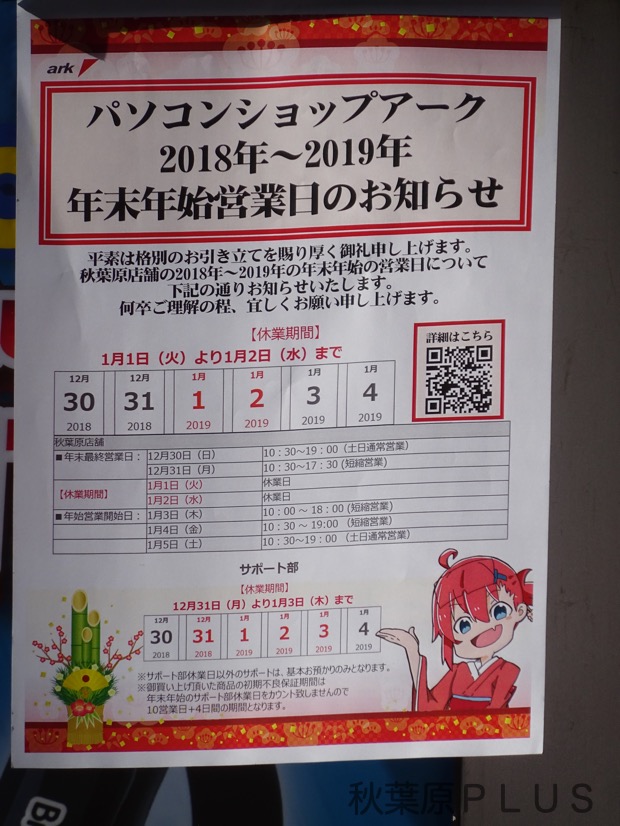 ark
パソコンショップアーク
2018年～2019年
年末年始営業日のお知らせ
平素は格別のお引き立てを賜り厚く御礼申し上げます。
秋葉原店舗の2018年～2019年の年末年始の営業日について
下記の通りお知らせいたします。
何卒ご理解の程、宜しくお願い申し上げます。
【休業期間】
1月1日（火）より1月2日（水）まで
詳細はこちら
12月 12月 1月 1月 1月 1月
30 31 1 2 3 4
2018 2018 2019 2019 2019 2019
秋葉原店舗
■年末最終営業日： 12月30日（日） 10：30～19：00（土日通常営業）
12月31日（月） 10：30～17：30 (短縮営業)
【休業期間】 1月1日（火） 休業日
1月2日（水） 休業日
■年始営業開始日： 1月3日（木） 10：00 ～ 18：00 (短縮営業)
1月4日（金） 10：30 ～ 19:00 （短縮営業)
1月5日（土） 10：30～19：00 （土日通常営業）
サポート部
【休業期間】
12月31日（月）より1月3日（木）まで
12月 12月 1月 1月 1月 1月
30 31 1 2 3 4
2018 2018 2019 2019 2019 2019
※サポート部休業日以外のサポートは、基本お預かりのみとなります。
※御買い上げ頂いた商品の初期不良保証期間は
年末年始のサポート部休業日をカウント致しませんので
10営業日+4日間の期間となります。
秋葉原PLUS